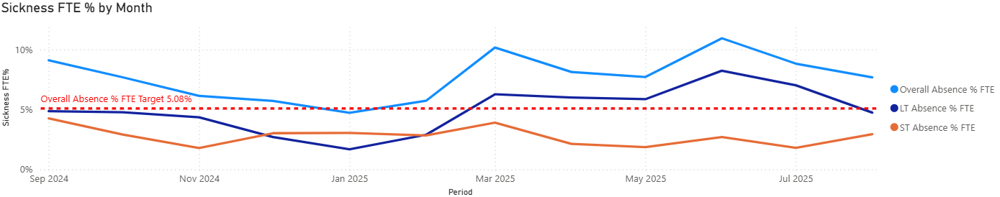 Sickness FTE % by Month
Sickness FTE%
10%
5%
0%
Overall Absence % FTE Target 5.08%
Sep 2024
Nov 2024
Jan 2025
Mar 2025
May 2025
Jul 2025
Period
Overall Absence % FTE
LT Absence % FTE
ST Absence % FTE